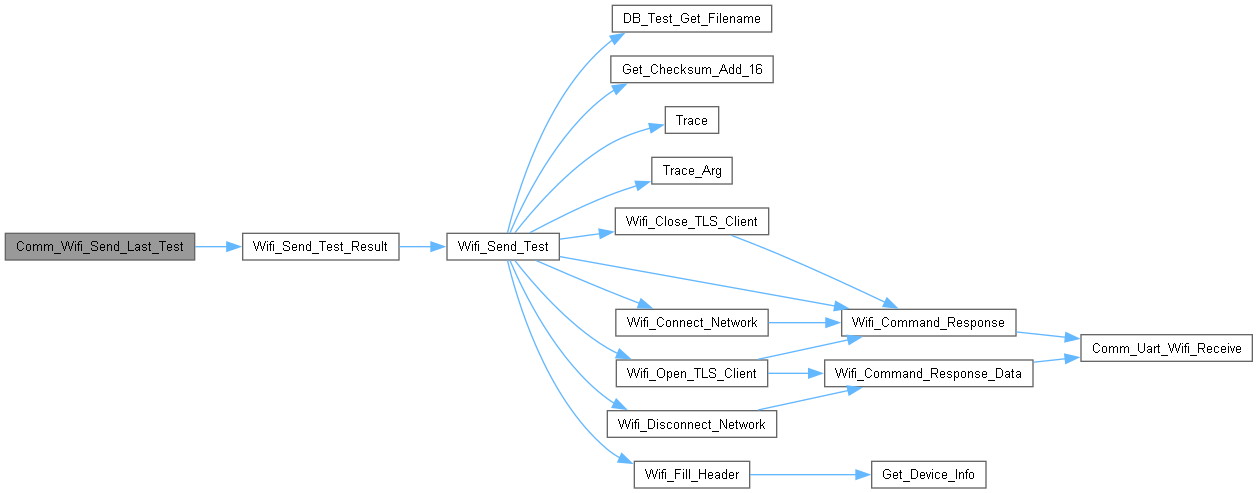 DB_Test_Get_Filename
Get_Checksum_Add_16
Trace
Trace_Arg
Wifi_Close_TLS_Client
Comm_Wifi_Send_Last_Test
Wifi_Send_Test_Result
Wifi_Send_Test
Wifi_Connect_Network
Wifi_Command_Response
Comm_Uart_Wifi_Receive
Wifi_Open_TLS_Client
Wifi_Command_Response_Data
Wifi_Disconnect_Network
Wifi_Fill_Header
Get_Device_Info